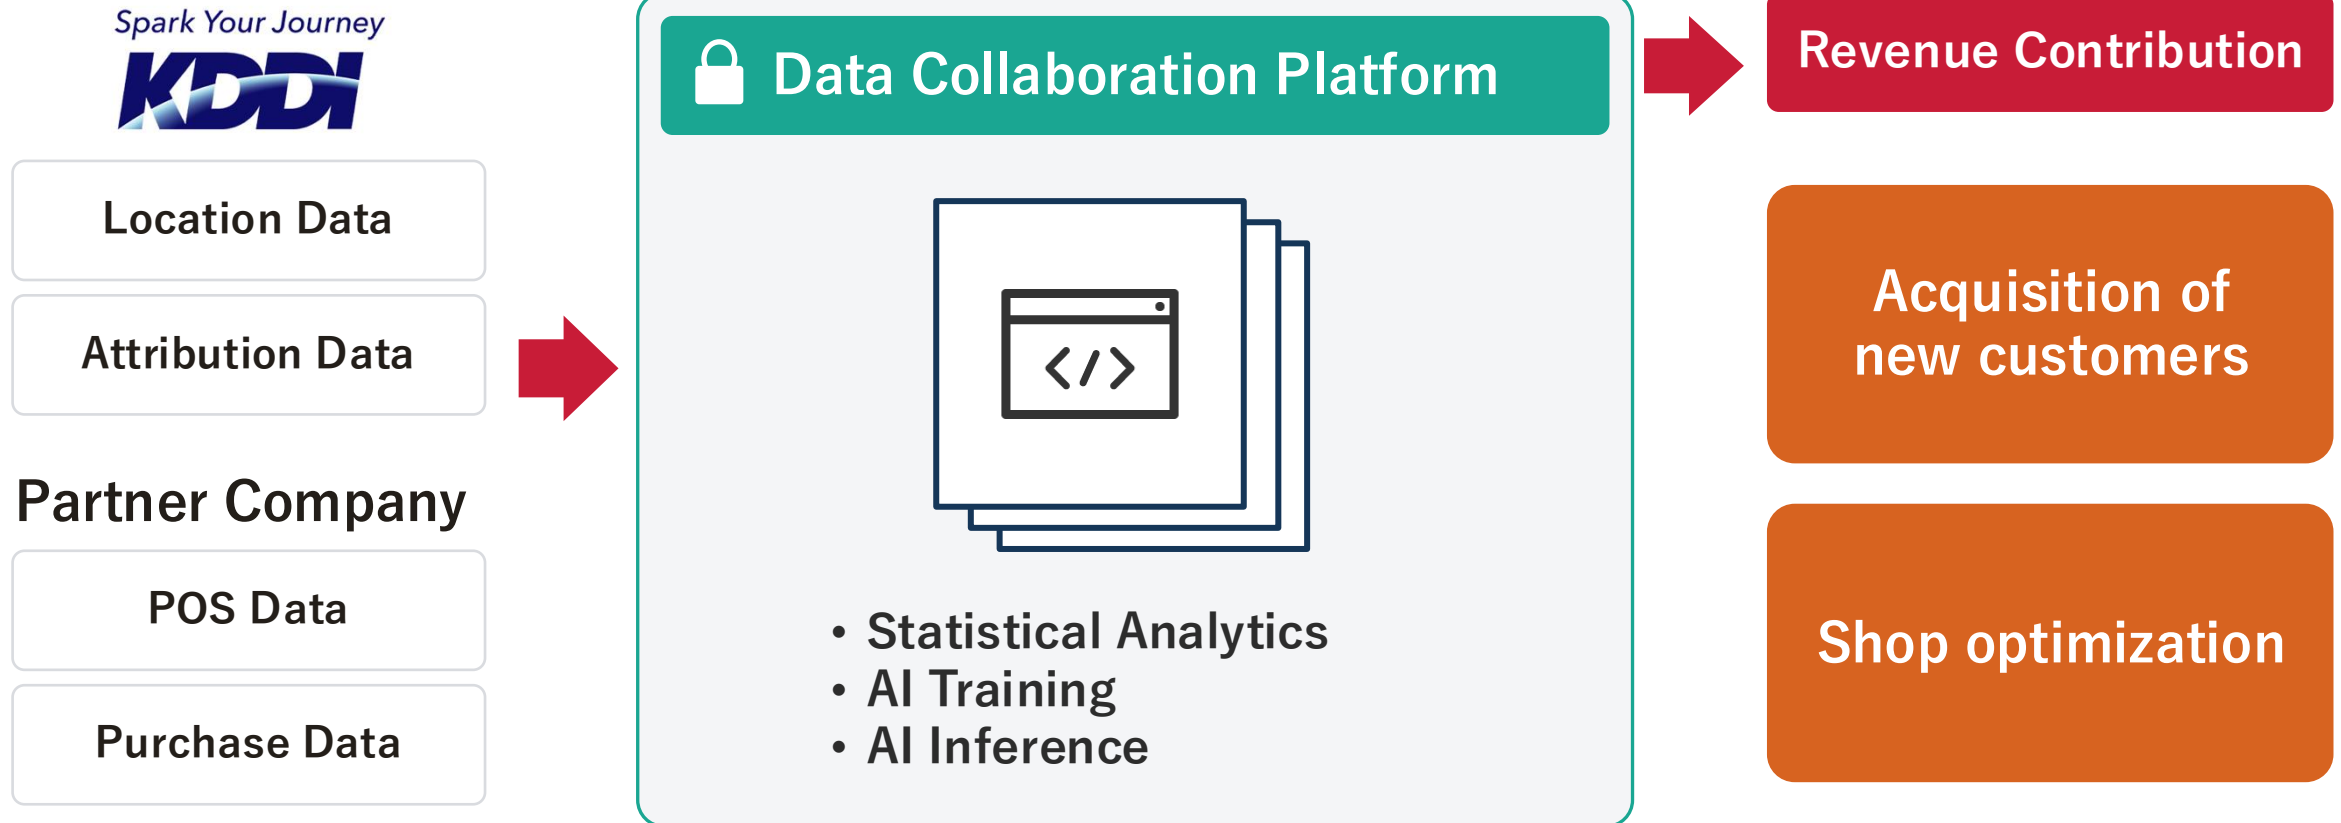 Spark Your Journey
KDDI
Location Data
Attribution Data
Partner Company
POS Data
Purchase Data
Data Collaboration Platform
</>
• Statistical Analytics
• AI Training
• AI Inference
Revenue Contribution
Acquisition of
new customers
Shop optimization